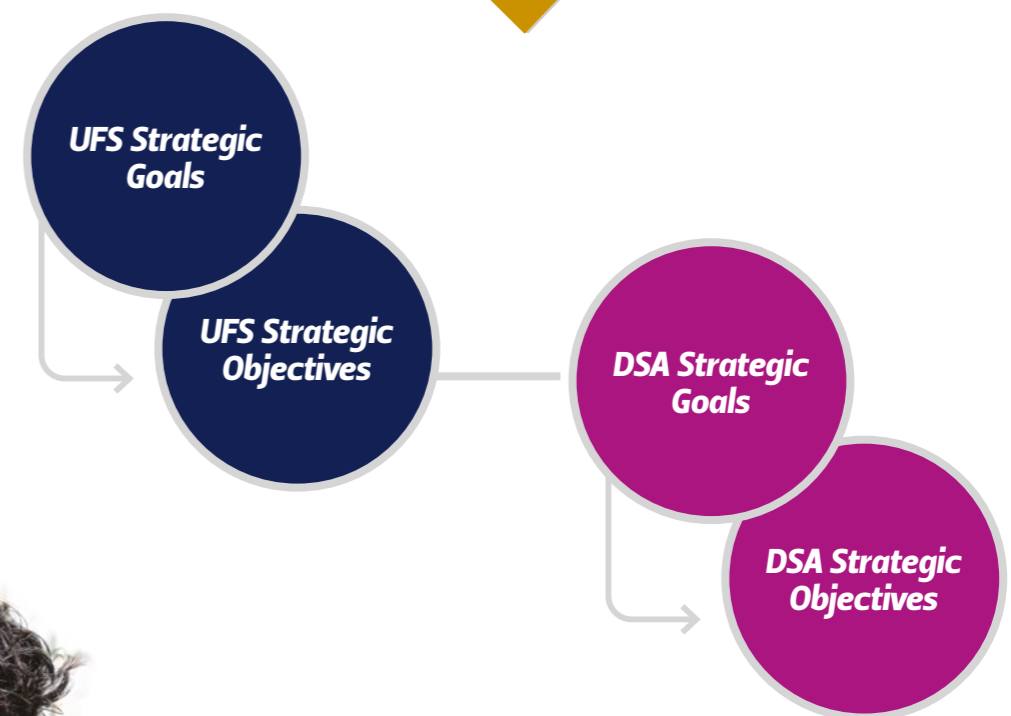 UFS Strategic
Goals
UFS Strategic
Objectives
DSA Strategic
Goals
DSA Strategic
Objectives